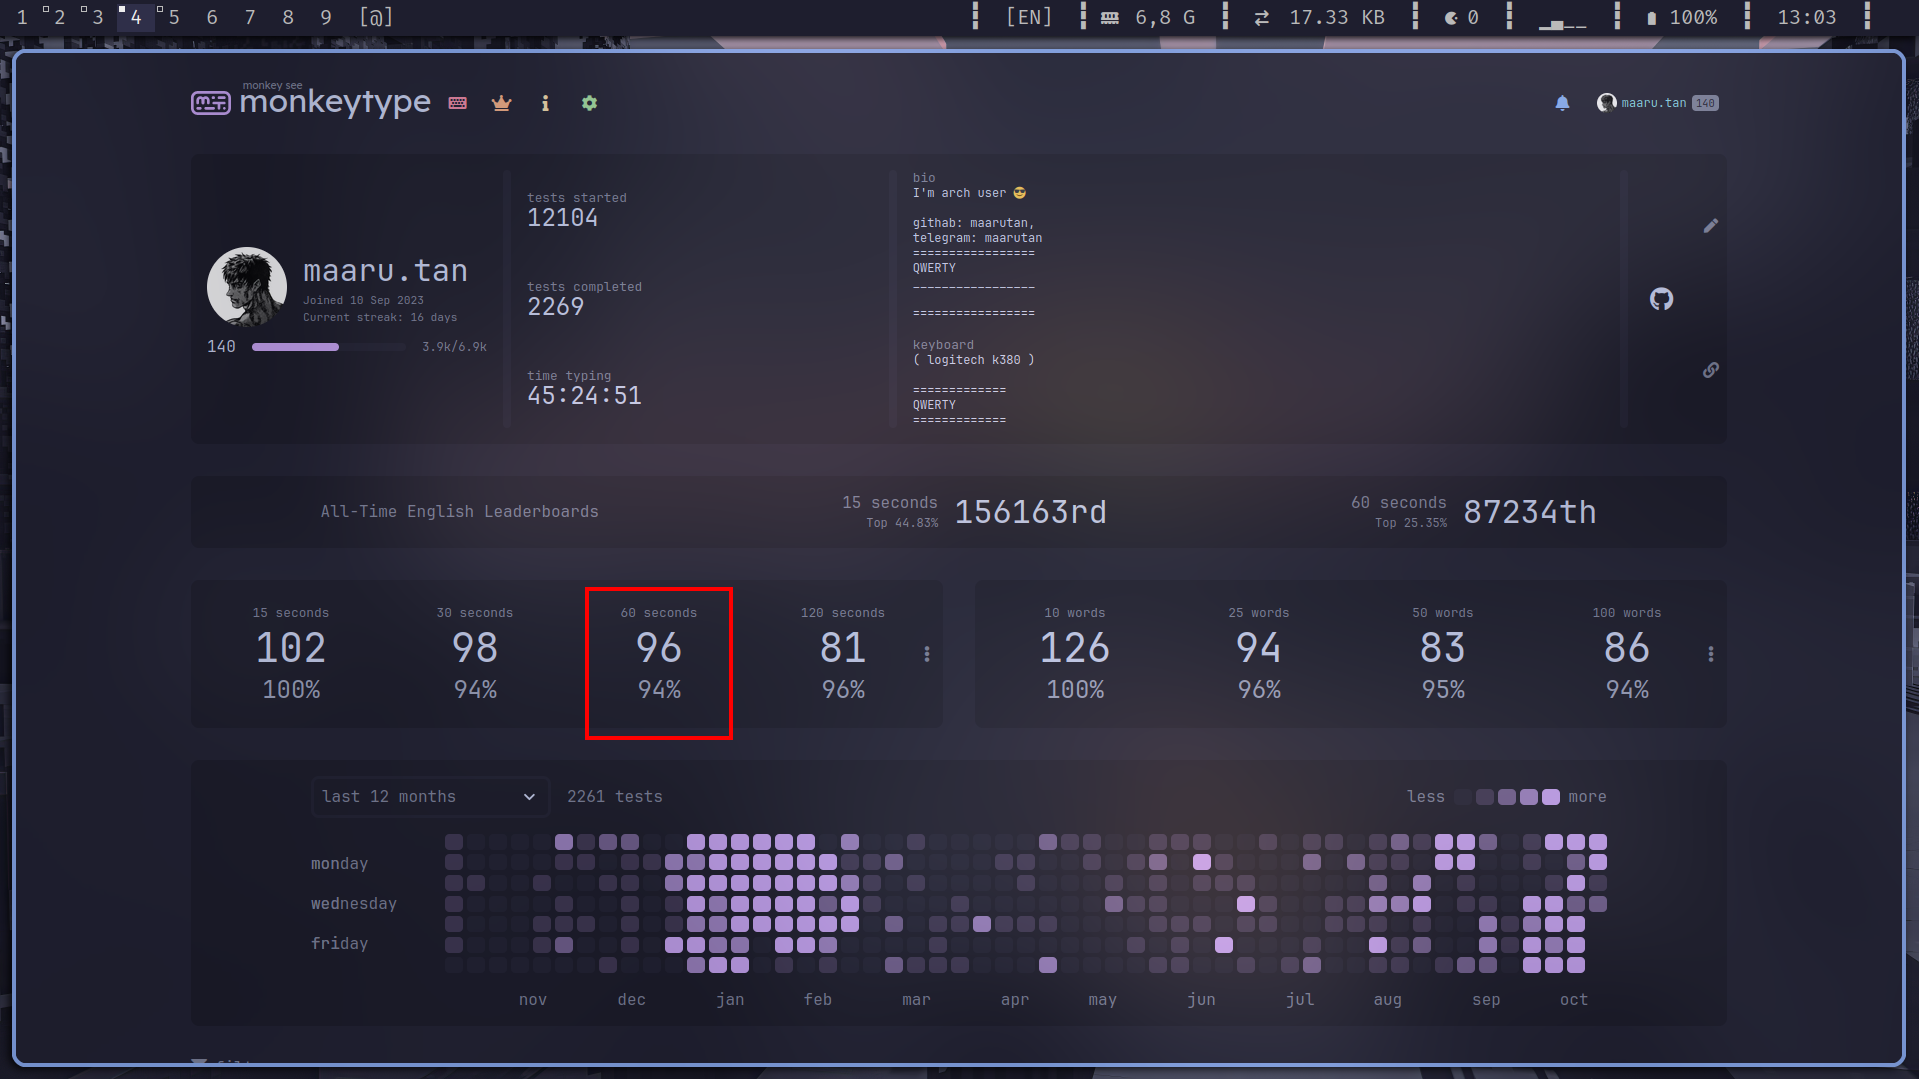 1 2 3 4 5 6 7 8 9 [@] [EN] 6,8 G 17.33 KB 0 100% 13:03
monkey see
monkeytype
maaru.tan 140
bio
I'm arch user 😎
tests started
12104
githab: maarutan,
telegram: maarutan
=================
QWERTY
_________________
=================
maaru.tan
Joined 10 Sep 2023
Current streak: 16 days
140 3.9k/6.9k
tests completed
2269
keyboard
( logitech k380 )
=============
QWERTY
=============
time typing
45:24:51
All-Time English Leaderboards
15 seconds
Top 44.83%
156163rd
60 seconds
Top 25.35%
87234th
15 seconds 30 seconds 60 seconds 120 seconds 10 words 25 words 50 words 100 words
102 98 96 81 126 94 83 86
100% 94% 94% 96% 100% 96% 95% 94%
last 12 months 2261 tests less more
monday
wednesday
friday
nov dec jan feb mar apr may jun jul aug sep oct